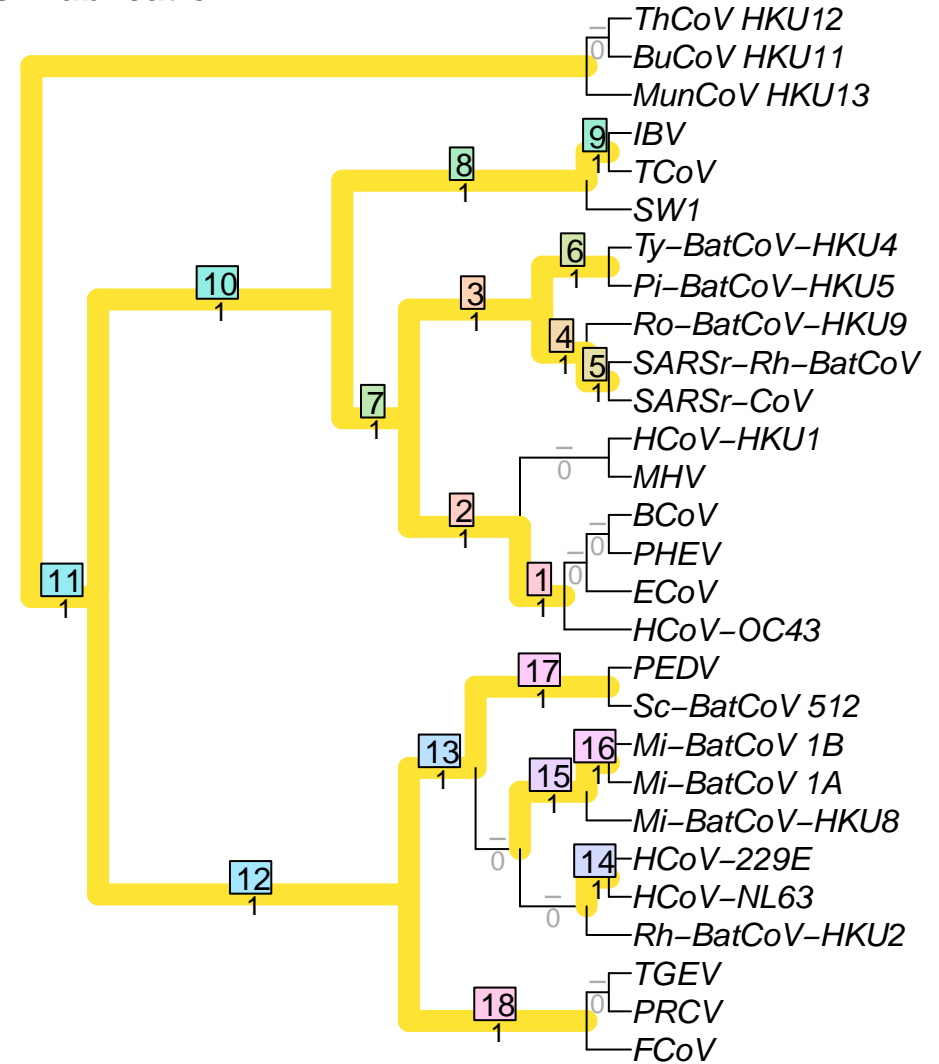 ThCoV HKU12
–
0
BuCoV HKU11
MunCoV HKU13
IBV
9
1
TCoV
8
1
SW1
Ty–BatCoV–HKU4
6
1
Pi–BatCoV–HKU5
10
1
3
1
Ro–BatCoV–HKU9
4
1
SARSr–Rh–BatCoV
5
1
SARSr–CoV
7
1
HCoV–HKU1
–
0
MHV
2
1
BCoV
–
0
PHEV
–
0
11
1
1
1
ECoV
HCoV–OC43
PEDV
17
1
Sc–BatCoV 512
13
1
Mi–BatCoV 1B
16
1
15
1
Mi–BatCoV 1A
Mi–BatCoV–HKU8
–
0
HCoV–229E
14
1
12
1
HCoV–NL63
–
0
Rh–BatCoV–HKU2
TGEV
–
0
18
1
PRCV
FCoV